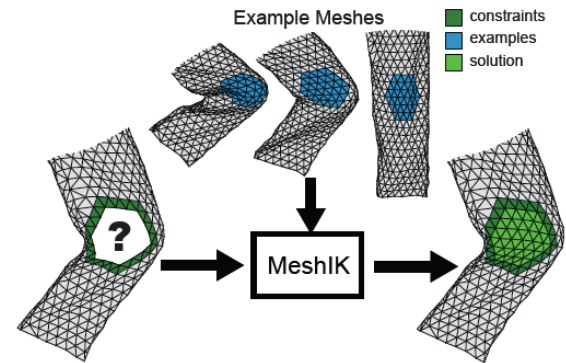 Example Meshes
constraints
examples
solution
?
MeshIK